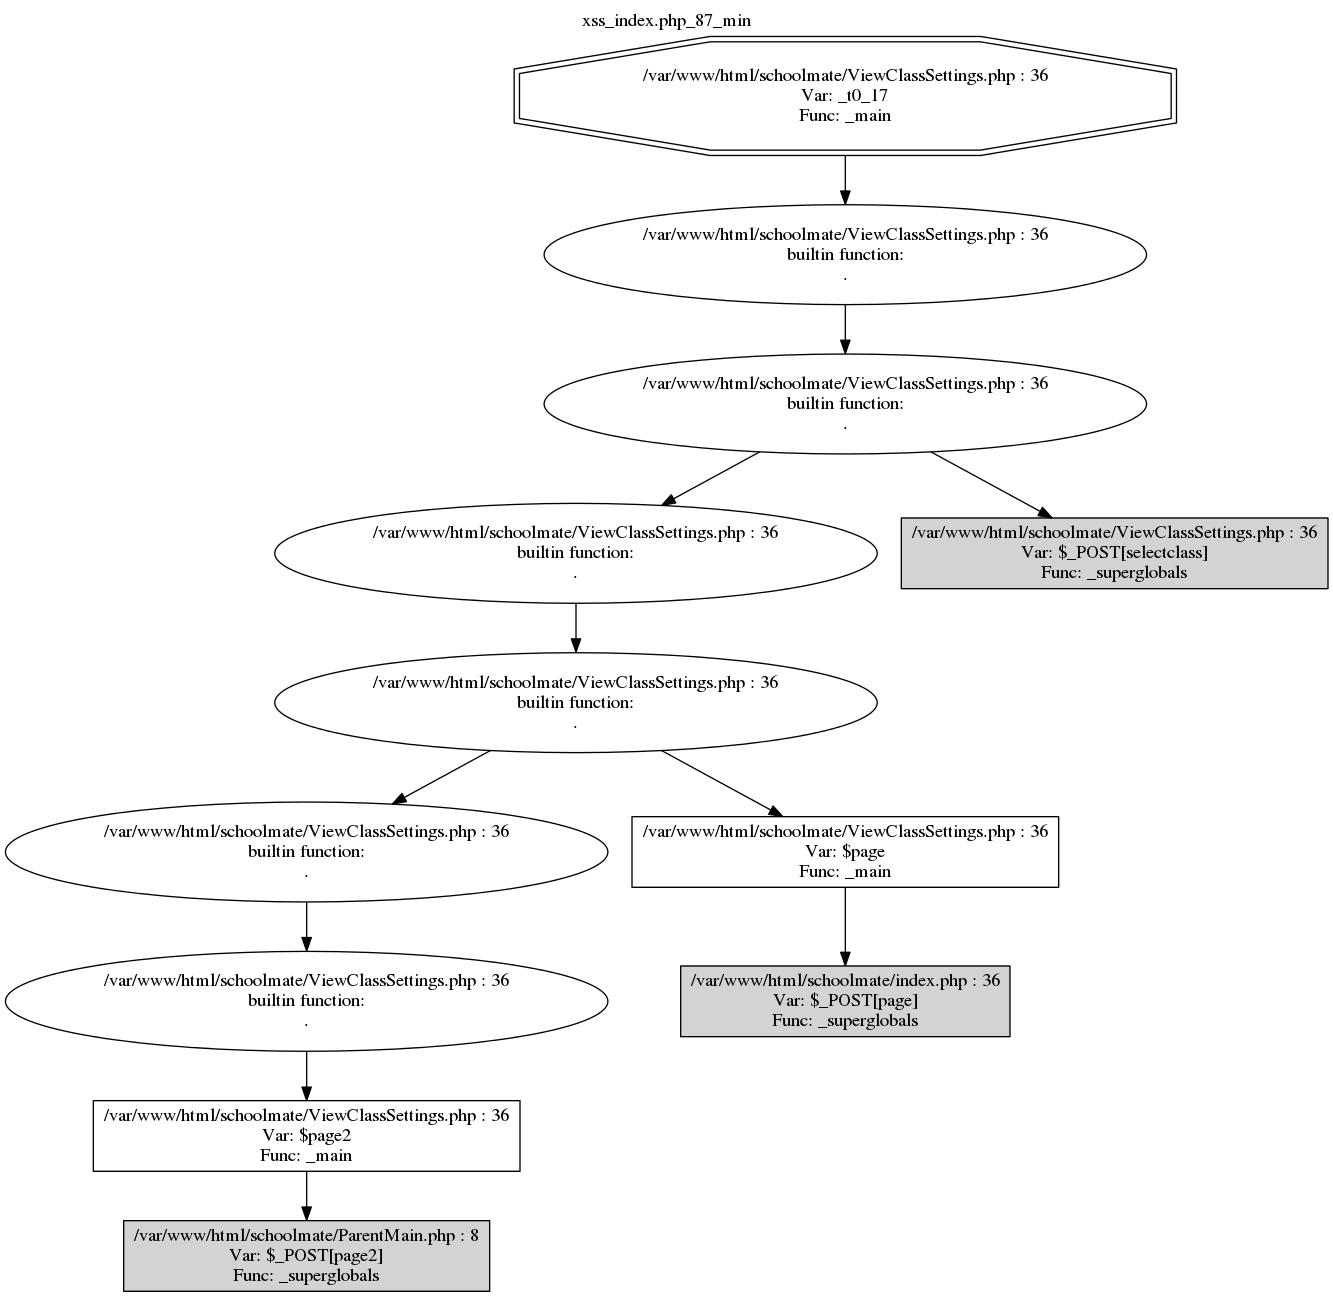 xss_index.php_87_min
/var/www/html/schoolmate/ViewClassSettings.php : 36
Var: _t0_17
Func: _main
/var/www/html/schoolmate/ViewClassSettings.php : 36
builtin function:
.
/var/www/html/schoolmate/ViewClassSettings.php : 36
builtin function:
.
/var/www/html/schoolmate/ViewClassSettings.php : 36
builtin function:
.
/var/www/html/schoolmate/ViewClassSettings.php : 36
Var: $_POST[selectclass]
Func: _superglobals
/var/www/html/schoolmate/ViewClassSettings.php : 36
builtin function:
.
/var/www/html/schoolmate/ViewClassSettings.php : 36
builtin function:
.
/var/www/html/schoolmate/ViewClassSettings.php : 36
Var: $page
Func: _main
/var/www/html/schoolmate/ViewClassSettings.php : 36
builtin function:
.
/var/www/html/schoolmate/index.php : 36
Var: $_POST[page]
Func: _superglobals
/var/www/html/schoolmate/ViewClassSettings.php : 36
Var: $page2
Func: _main
/var/www/html/schoolmate/ParentMain.php : 8
Var: $_POST[page2]
Func: _superglobals